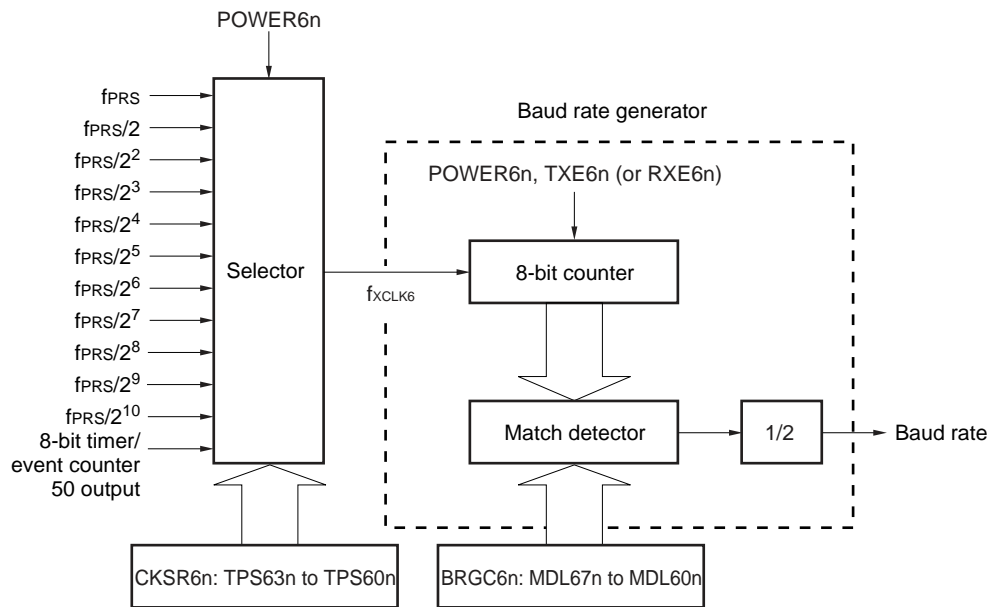 POWER6n
fPRS
fPRS/2
fPRS/2²
fPRS/2³
fPRS/2⁴
fPRS/2⁵
fPRS/2⁶
fPRS/2⁷
fPRS/2⁸
fPRS/2⁹
fPRS/2¹⁰
8-bit timer/
event counter
50 output
Selector
fXCLK6
Baud rate generator
POWER6n, TXE6n (or RXE6n)
8-bit counter
Match detector
1/2
Baud rate
CKSR6n: TPS63n to TPS60n
BRGC6n: MDL67n to MDL60n